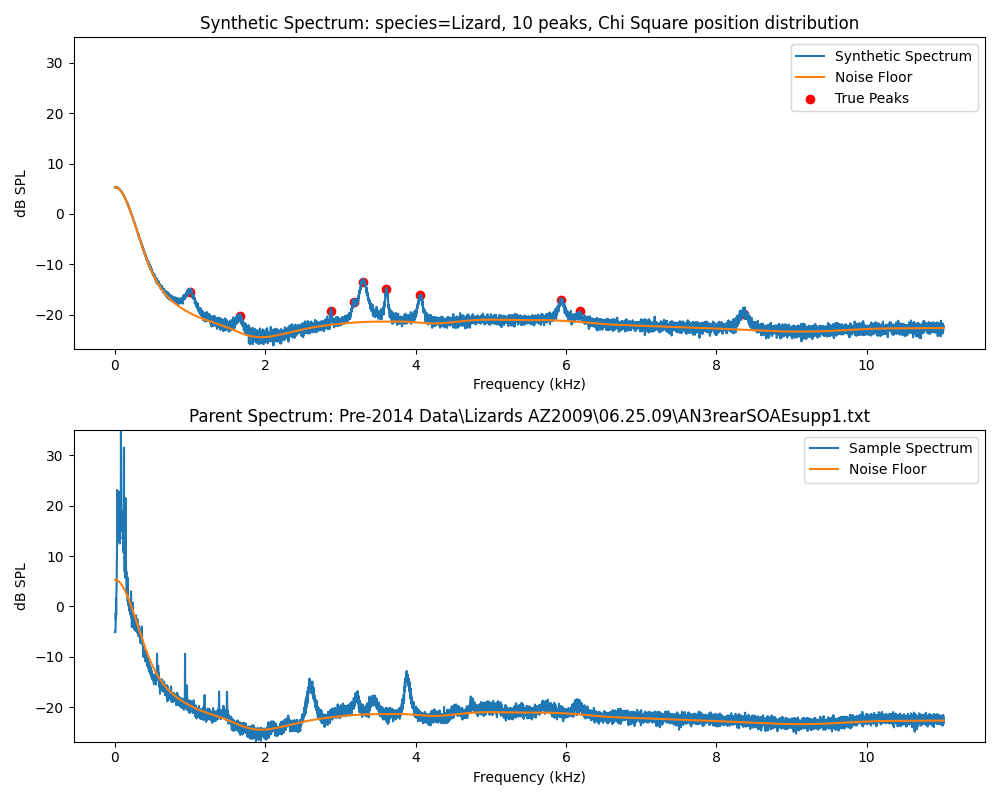 Synthetic Spectrum: species=Lizard, 10 peaks, Chi Square position distribution
30
20
10
0
−10
−20
dB SPL
Synthetic Spectrum
Noise Floor
True Peaks
0 2 4 6 8 10
Frequency (kHz)
Parent Spectrum: Pre-2014 Data\Lizards AZ2009\06.25.09\AN3rearSOAEsupp1.txt
30
20
10
0
−10
−20
dB SPL
Sample Spectrum
Noise Floor
0 2 4 6 8 10
Frequency (kHz)